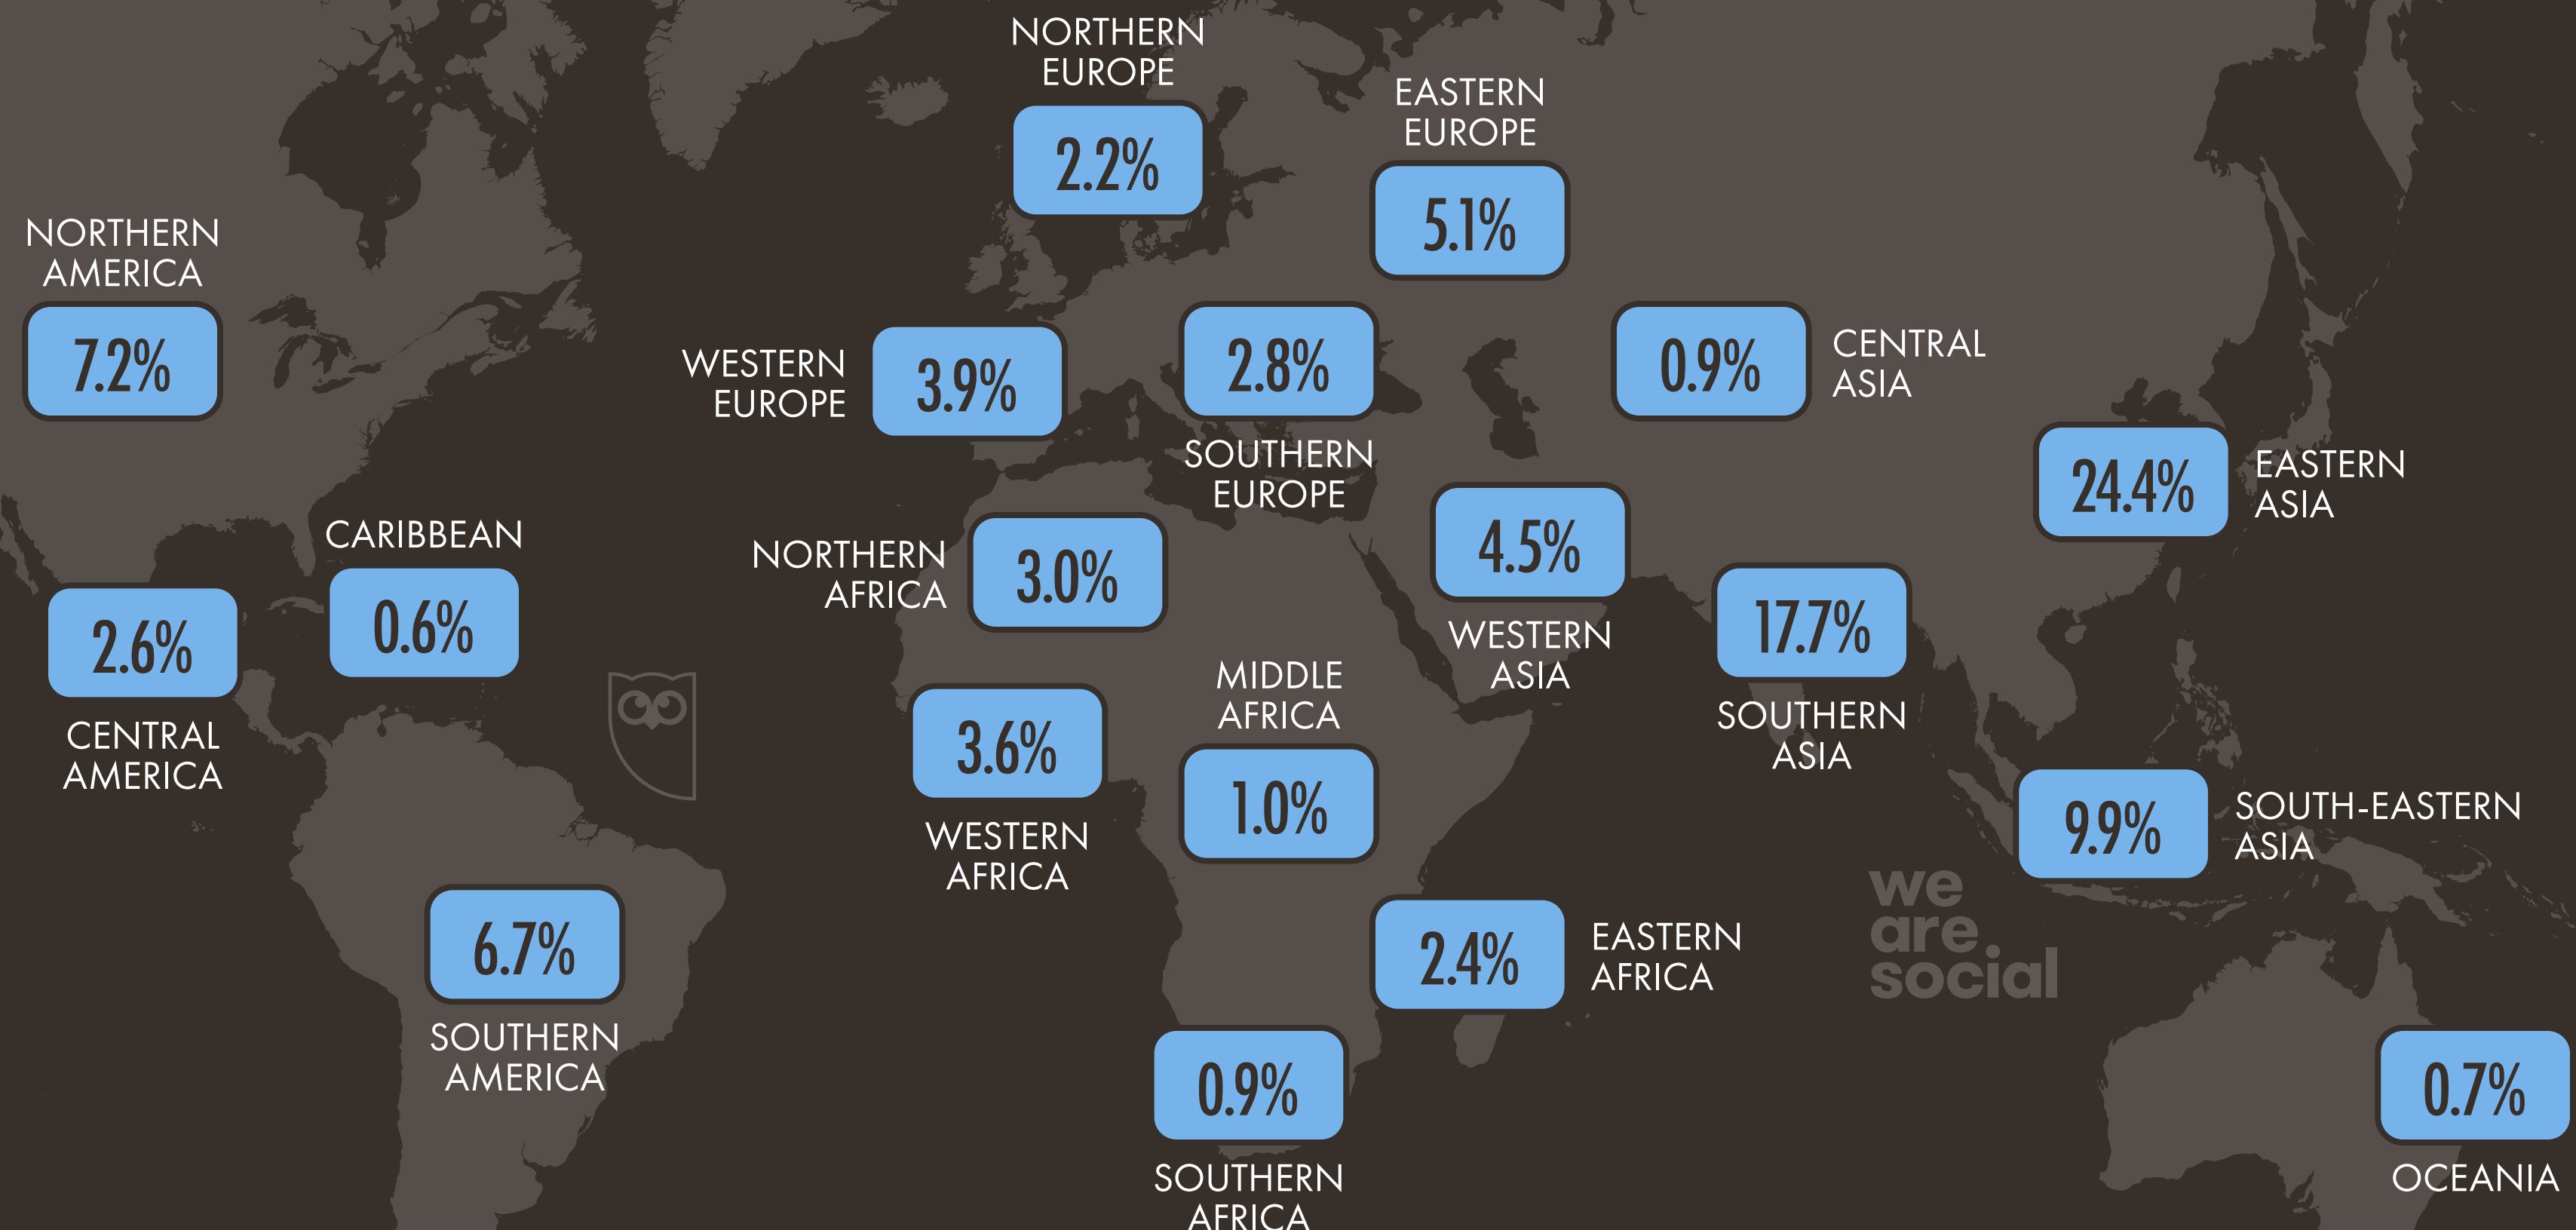 NORTHERN
EUROPE
2.2%
EASTERN
EUROPE
5.1%
NORTHERN
AMERICA
7.2%
WESTERN
EUROPE
3.9%
2.8%
SOUTHERN
EUROPE
0.9%
CENTRAL
ASIA
24.4%
EASTERN
ASIA
CARIBBEAN
0.6%
2.6%
CENTRAL
AMERICA
NORTHERN
AFRICA
3.0%
4.5%
WESTERN
ASIA
17.7%
SOUTHERN
ASIA
3.6%
WESTERN
AFRICA
MIDDLE
AFRICA
1.0%
9.9%
SOUTH-EASTERN
ASIA
6.7%
SOUTHERN
AMERICA
2.4%
EASTERN
AFRICA
we
are
social
0.9%
SOUTHERN
AFRICA
0.7%
OCEANIA